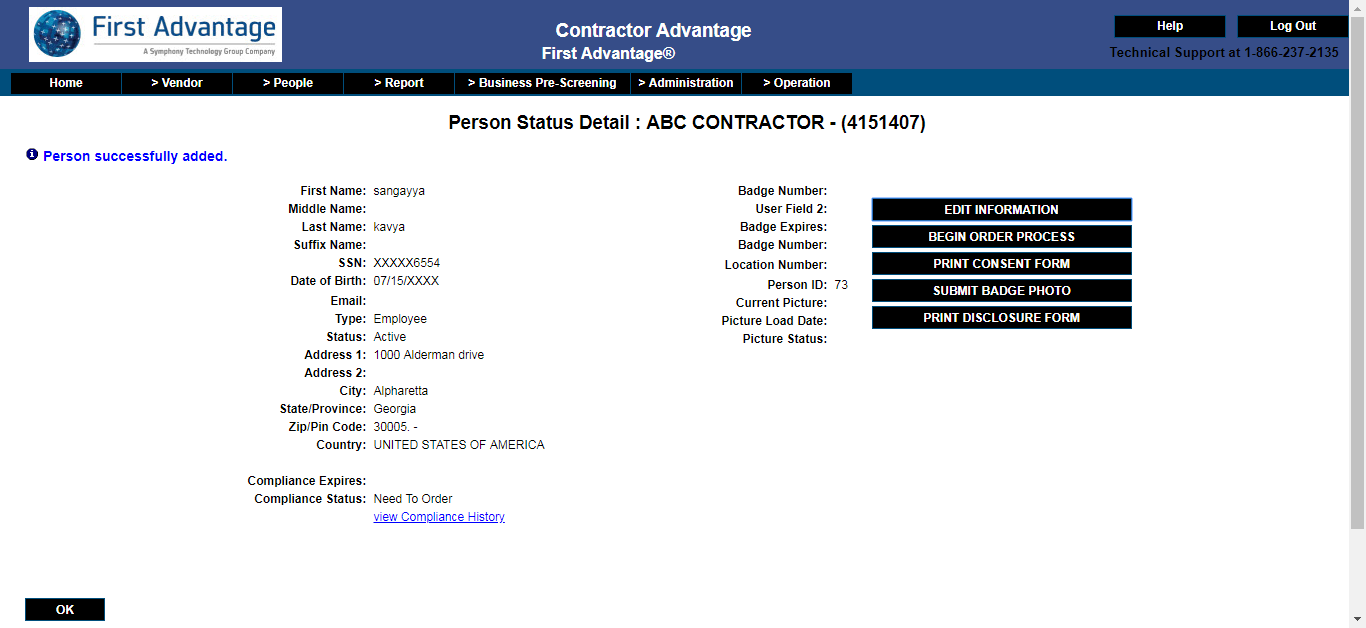 First Advantage
A Symphony Technology Group Company
Contractor Advantage
First Advantage®
Help
Log Out
Technical Support at 1-866-237-2135
Home > Vendor > People > Report > Business Pre-Screening > Administration > Operation
Person Status Detail : ABC CONTRACTOR - (4151407)
Person successfully added.
First Name: sangayya
Middle Name:
Last Name: kavya
Suffix Name:
SSN: XXXXX6554
Date of Birth: 07/15/XXXX
Email:
Type: Employee
Status: Active
Address 1: 1000 Alderman drive
Address 2:
City: Alpharetta
State/Province: Georgia
Zip/Pin Code: 30005. -
Country: UNITED STATES OF AMERICA
Compliance Expires:
Compliance Status: Need To Order
view Compliance History
Badge Number:
User Field 2:
Badge Expires:
Badge Number:
Location Number:
Person ID: 73
Current Picture:
Picture Load Date:
Picture Status:
EDIT INFORMATION
BEGIN ORDER PROCESS
PRINT CONSENT FORM
SUBMIT BADGE PHOTO
PRINT DISCLOSURE FORM
OK